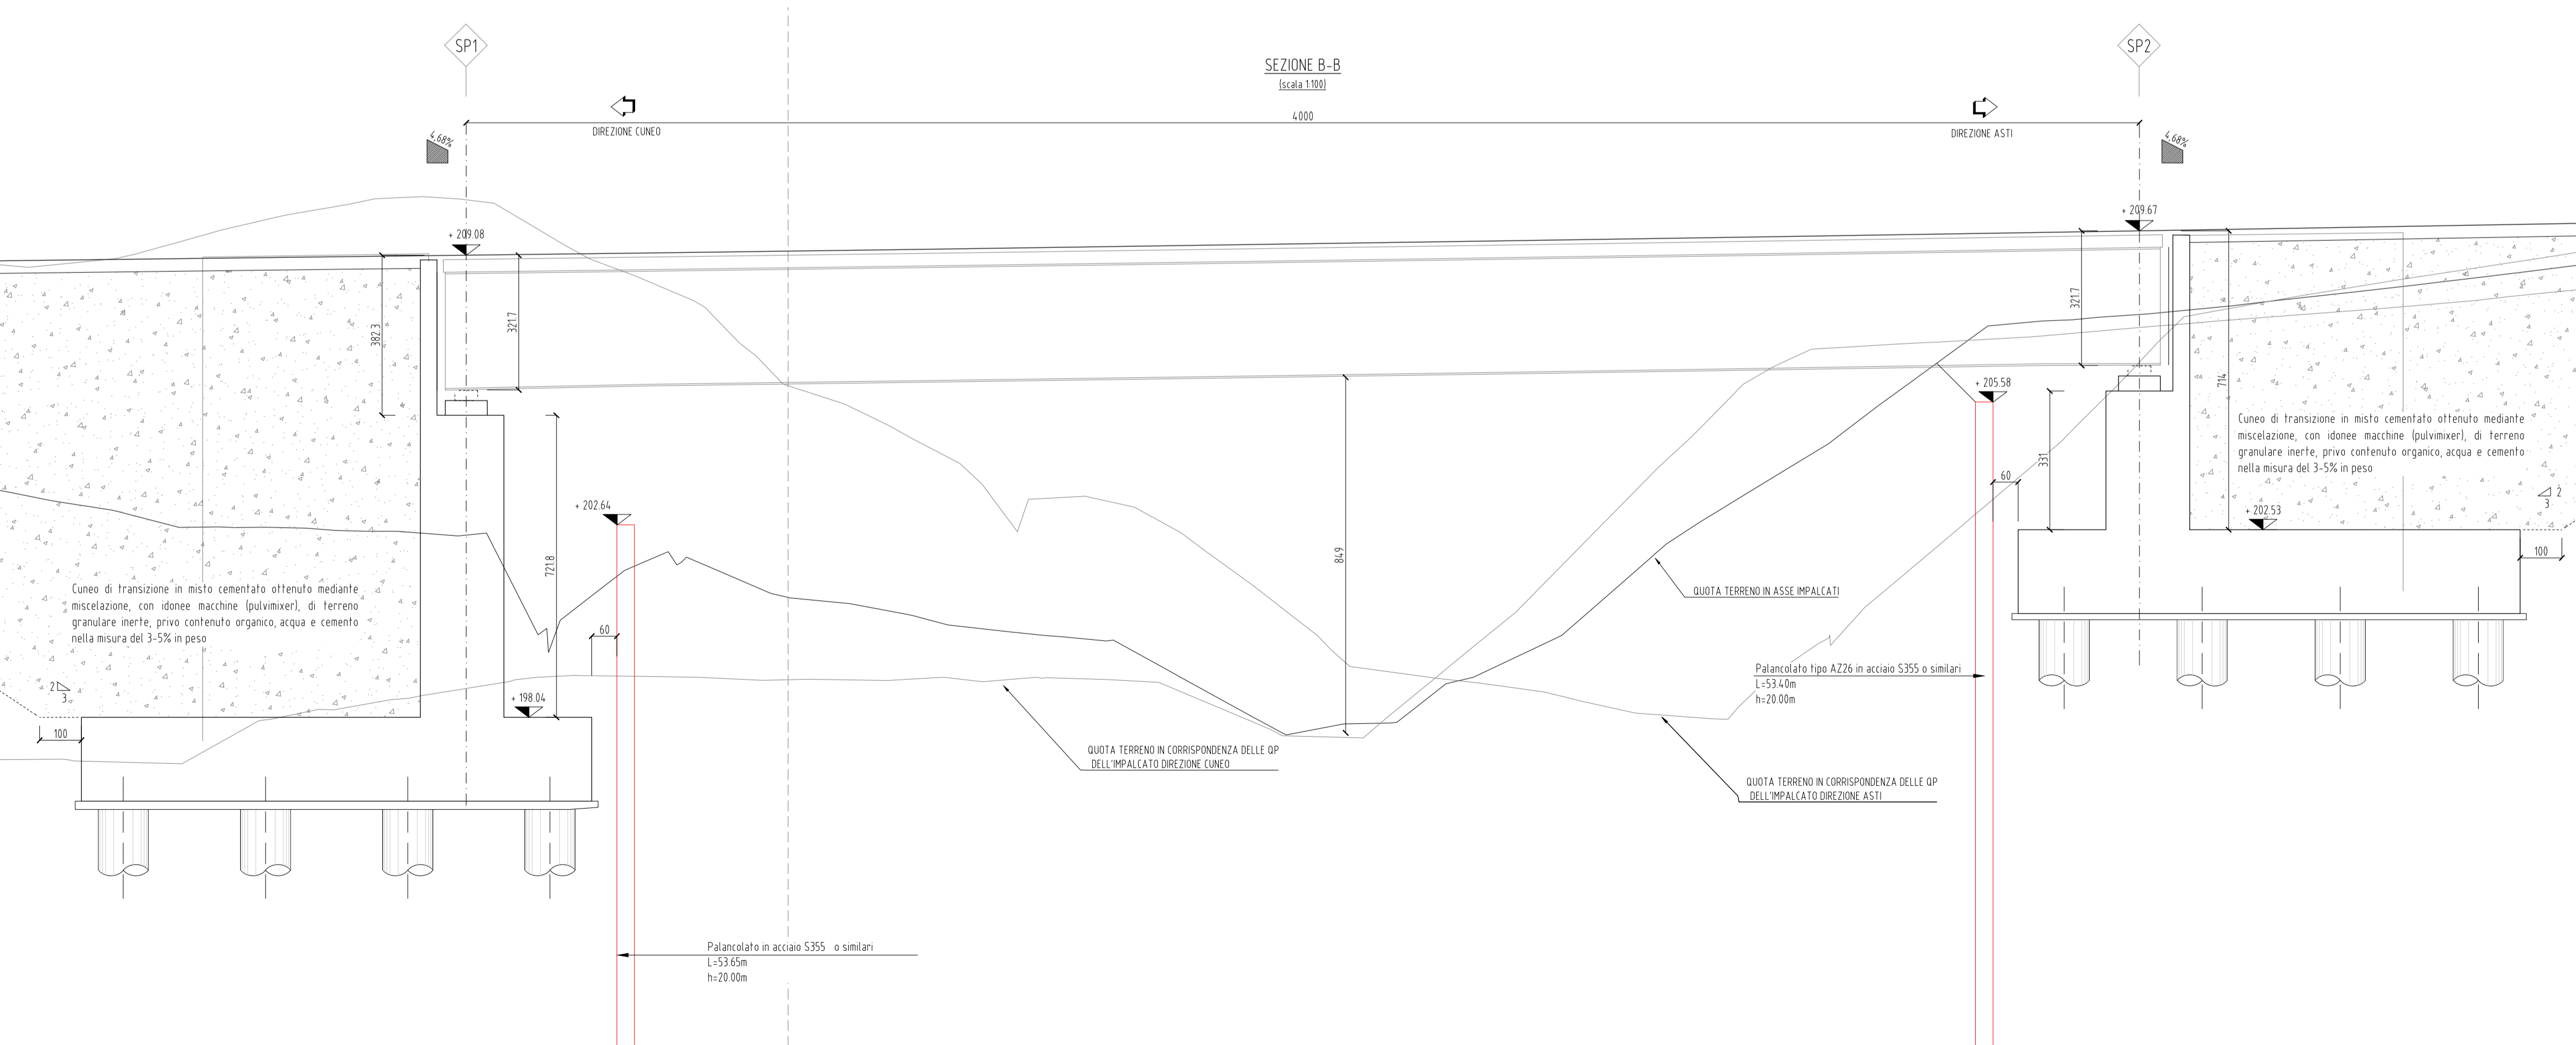 SP1
SP2
SEZIONE B-B
(scala 1:100)
4000
DIREZIONE CUNEO
DIREZIONE ASTI
4,68%
4,68%
+ 209.08
+ 209.67
382.3
321.7
321.7
714
+ 205.58
331
60
849
721.8
+ 202.64
60
+ 198.04
+ 202.53
100
100
2
3
2
3
Cuneo di transizione in misto cementato ottenuto mediante
miscelazione, con idonee macchine (pulvimixer), di terreno
granulare inerte, privo contenuto organico, acqua e cemento
nella misura del 3-5% in peso
Cuneo di transizione in misto cementato ottenuto mediante
miscelazione, con idonee macchine (pulvimixer), di terreno
granulare inerte, privo contenuto organico, acqua e cemento
nella misura del 3-5% in peso
QUOTA TERRENO IN ASSE IMPALCATI
Palancolato tipo AZ26 in acciaio S355 o similari
L=53.40m
h=20.00m
QUOTA TERRENO IN CORRISPONDENZA DELLE QP
DELL'IMPALCATO DIREZIONE CUNEO
QUOTA TERRENO IN CORRISPONDENZA DELLE QP
DELL'IMPALCATO DIREZIONE ASTI
Palancolato in acciaio S355 o similari
L=53.65m
h=20.00m